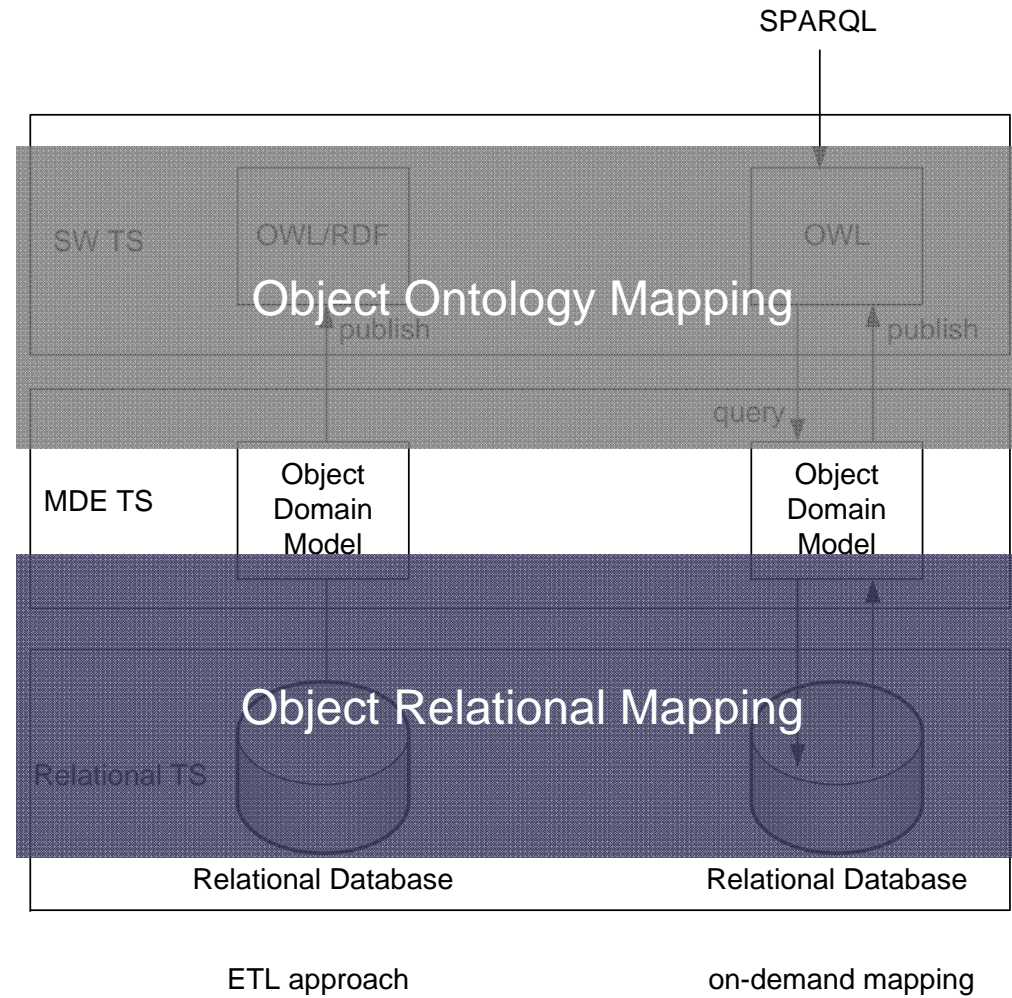 SPARQL
SW TS
OWL/RDF
OWL
Object Ontology Mapping
publish
publish
query
MDE TS
Object
Domain
Model
Object
Domain
Model
Object Relational Mapping
Relational TS
Relational Database
Relational Database
ETL approach
on-demand mapping